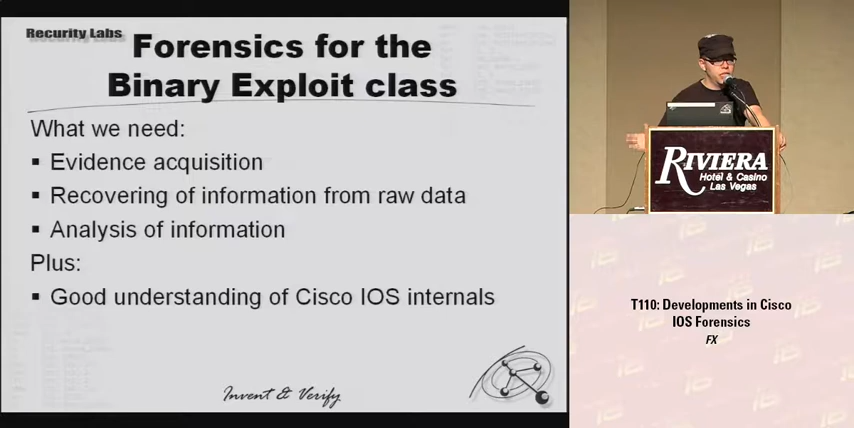 Recurity Labs
Forensics for the
Binary Exploit class
What we need:
▪ Evidence acquisition
▪ Recovering of information from raw data
▪ Analysis of information
Plus:
▪ Good understanding of Cisco IOS internals
Invent & Verify
RIVIERA
Hotel & Casino
Las Vegas
T110: Developments in Cisco
IOS Forensics
FX